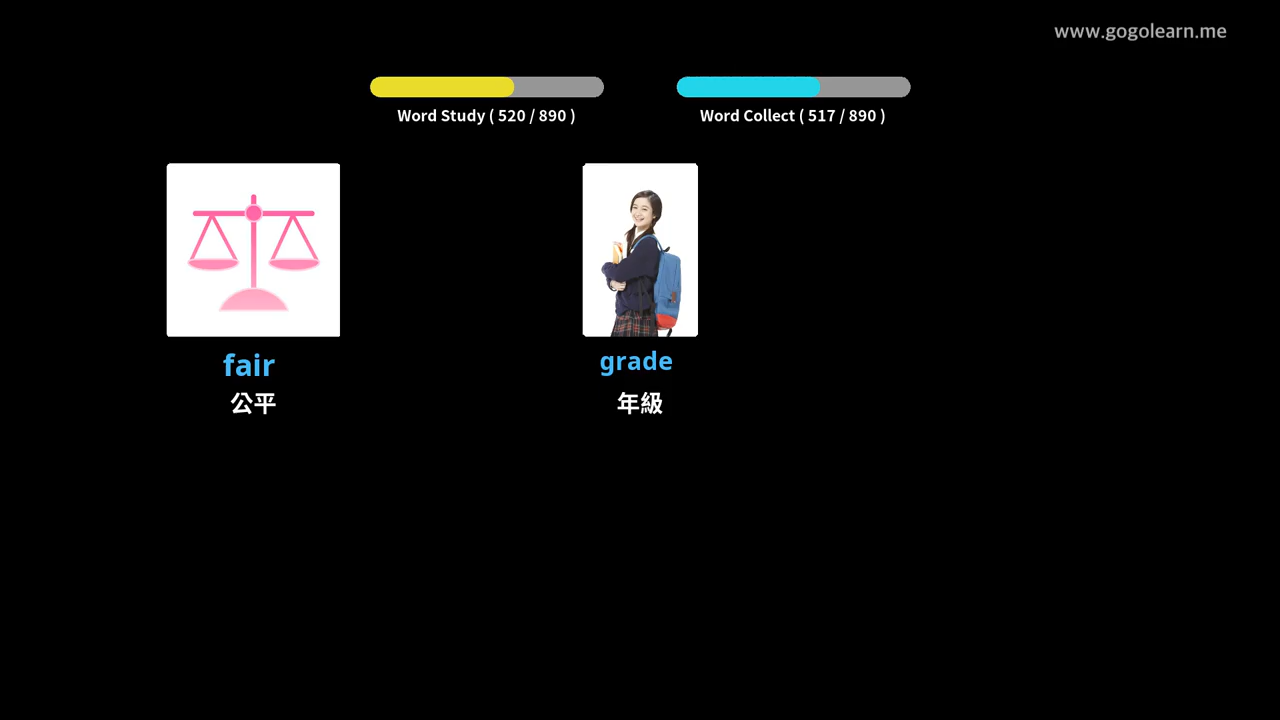 www.gogolearn.me
Word Study ( 520 / 890 )
Word Collect ( 517 / 890 )
fair
公平
grade
年級